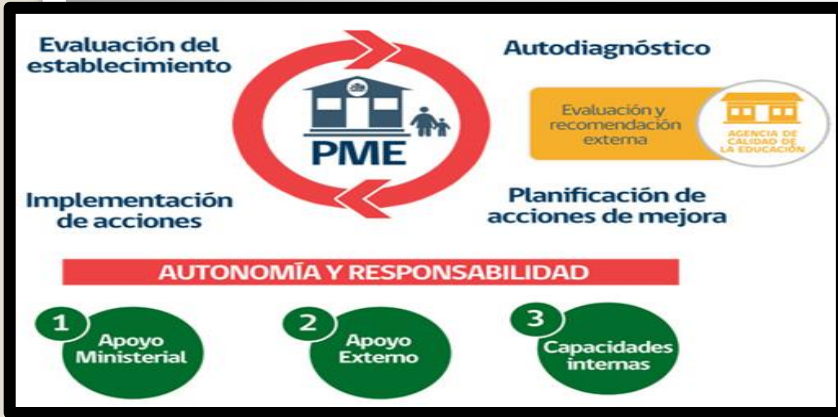 Evaluación del
establecimiento
Autodiagnóstico
PME
Evaluación y
recomendación
externa
AGENCIA DE
CALIDAD DE
LA EDUCACIÓN
Implementación
de acciones
Planificación de
acciones de mejora
AUTONOMÍA Y RESPONSABILIDAD
1
Apoyo
Ministerial
2
Apoyo
Externo
3
Capacidades
internas